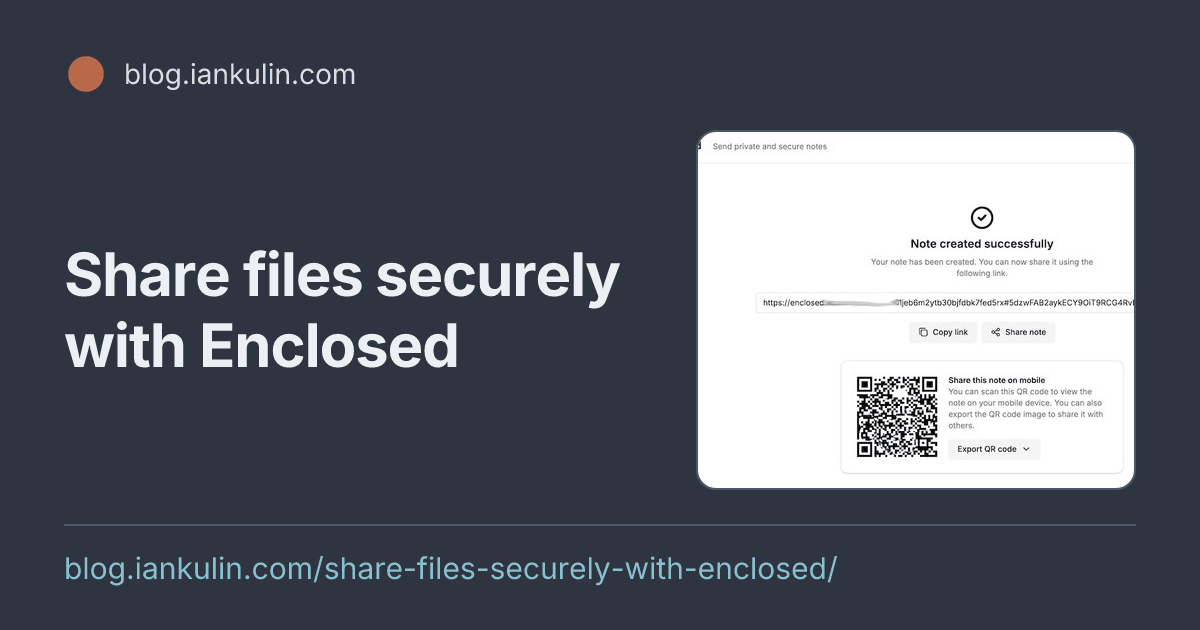 blog.iankulin.com
Share files securely
with Enclosed
Send private and secure notes
Note created successfully
Your note has been created. You can now share it using the
following link.
https://enclosed
Copy link
Share note
Share this note on mobile
You can scan this QR code to view the
note on your mobile device. You can also
export the QR code image to share it with
others.
Export QR code
blog.iankulin.com/share-files-securely-with-enclosed/